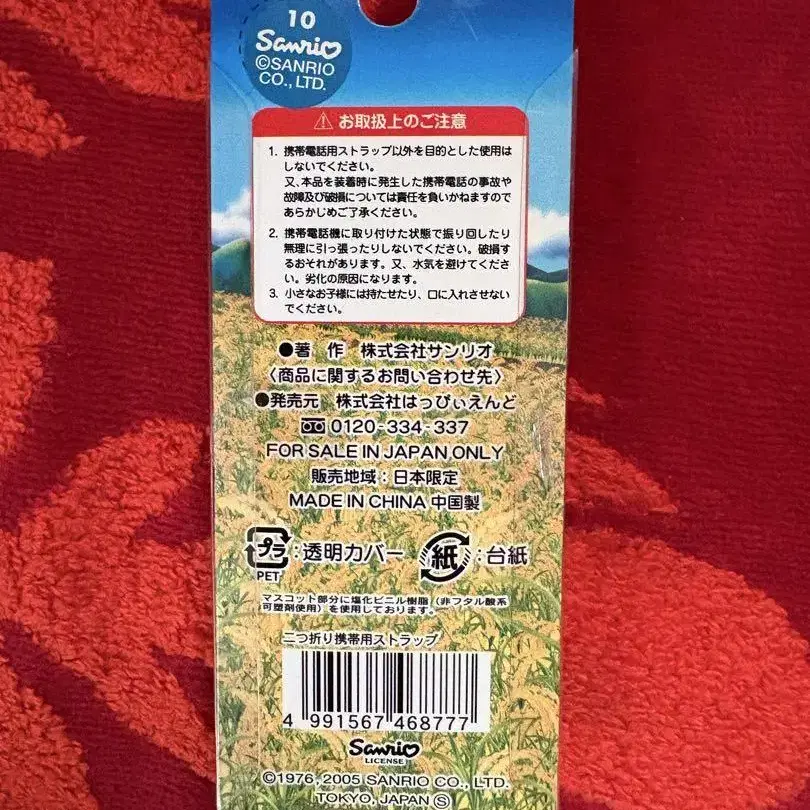 10
Sanrio
©SANRIO
CO., LTD.
⚠ お取扱上のご注意
1. 携帯電話用ストラップ以外を目的とした使用は
しないでください。
又、本品を装着時に発生した携帯電話の事故や
故障及び破損については責任を負いかねますので
あらかじめご了承ください。
2. 携帯電話機に取り付けた状態で振り回したり
無理に引っ張ったりしないでください。破損す
るおそれがあります。又、水気を避けてくださ
い。劣化の原因になります。
3. 小さなお子様には持たせたり、口に入れさせない
でください。
●著 作 株式会社サンリオ
〈商品に関するお問い合わせ先〉
●発売元 株式会社はっぴぃえんど
0120-334-337
FOR SALE IN JAPAN ONLY
販売地域:日本限定
MADE IN CHINA 中国製
プラ:透明カバー 紙:台紙
PET
マスコット部分に塩化ビニル樹脂(非フタル酸系
可塑剤使用)を使用しております。
二つ折り携帯用ストラップ
4 991567 468777
Sanrio
LICENSE
©1976, 2005 SANRIO CO., LTD.
TOKYO, JAPAN Ⓢ